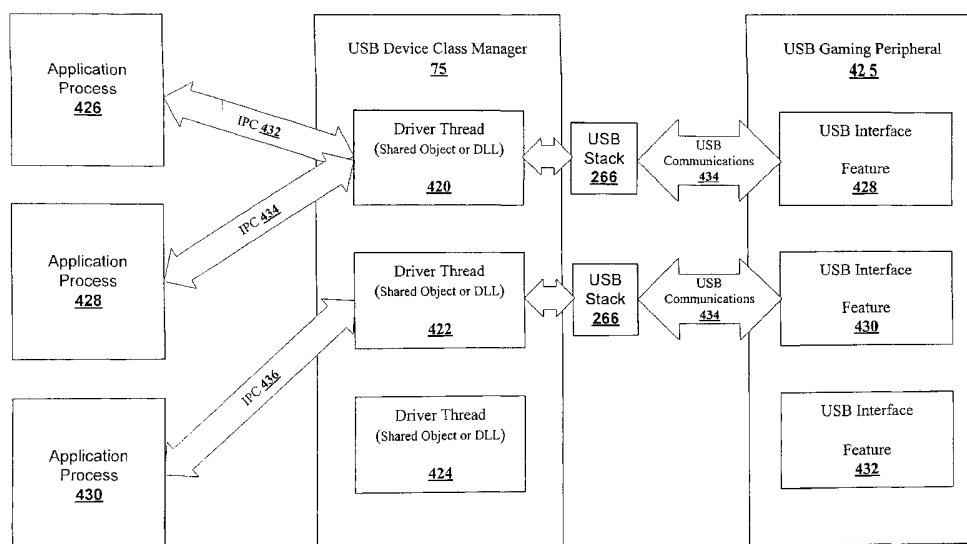 Application
Process
426
Application
Process
428
Application
Process
430
IPC 432
IPC 434
IPC 436
USB Device Class Manager
75
Driver Thread
(Shared Object or DLL)
420
Driver Thread
(Shared Object or DLL)
422
Driver Thread
(Shared Object or DLL)
424
USB
Stack
266
USB
Stack
266
USB
Communications
434
USB
Communications
434
USB Gaming Peripheral
425
USB Interface
Feature
428
USB Interface
Feature
430
USB Interface
Feature
432